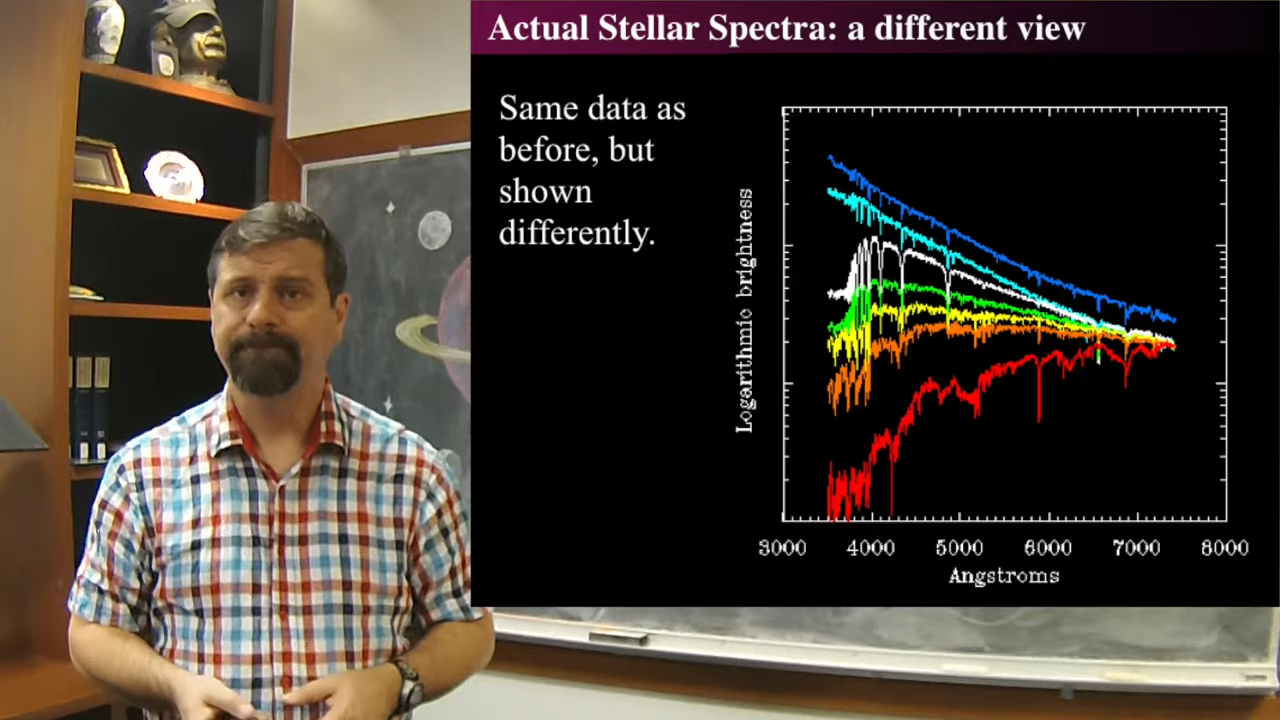 Actual Stellar Spectra: a different view
Same data as
before, but
shown
differently.
Logarithmic brightness
3000 4000 5000 6000 7000 8000
Angstroms